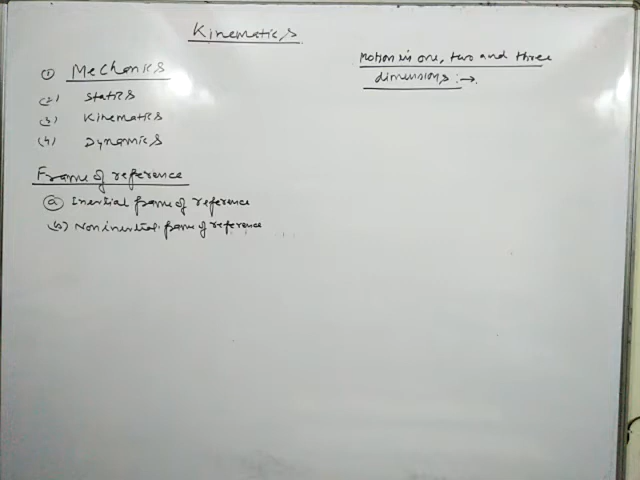 Kinematics
① Mechanics
(2) Statics
(3) Kinematics
(4) Dynamics
Frame of reference
ⓐ Inertial frame of reference
(b) Non inertial frame of reference
Motion in one, two and three
dimensions :→